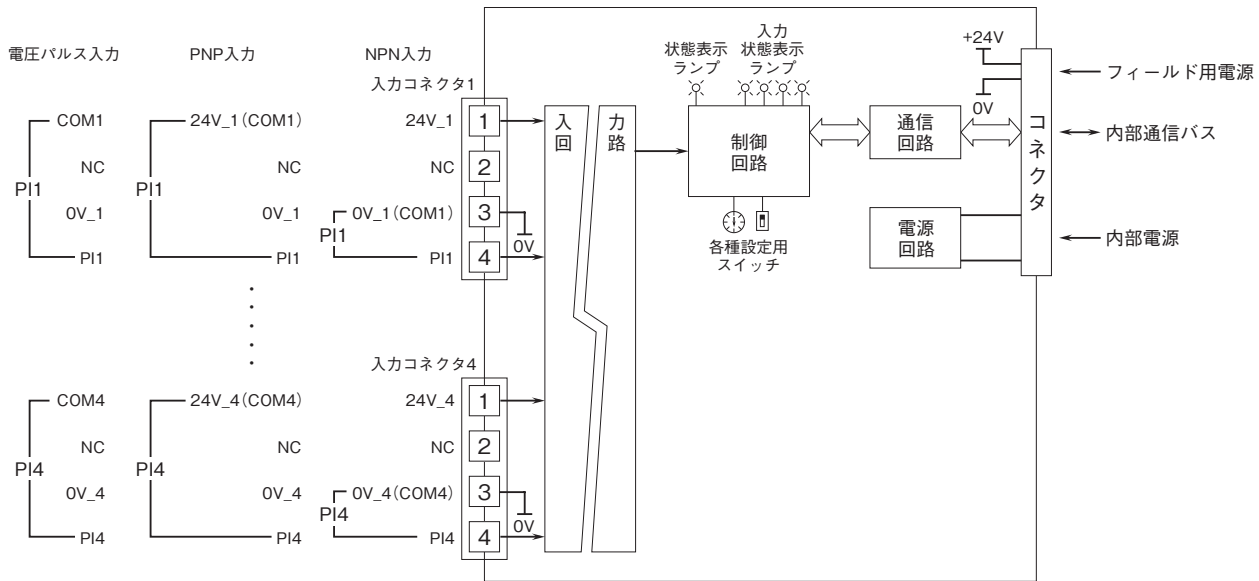 電圧パルス入力
PNP入力
NPN入力
入力コネクタ1
COM1
24V_1(COM1)
24V_1
1
NC
NC
NC
2
PI1
PI1
0V_1
0V_1
0V_1(COM1)
3
PI1
0V
PI1
PI1
PI1
4
入力コネクタ4
COM4
24V_4(COM4)
24V_4
1
NC
NC
NC
2
PI4
PI4
0V_4
0V_4
0V_4(COM4)
3
PI4
0V
PI4
PI4
PI4
4
入力
回路
状態表示
ランプ
入力
状態表示
ランプ
制御
回路
各種設定用
スイッチ
通信
回路
電源
回路
+24V
0V
コネクタ
フィールド用電源
内部通信バス
内部電源